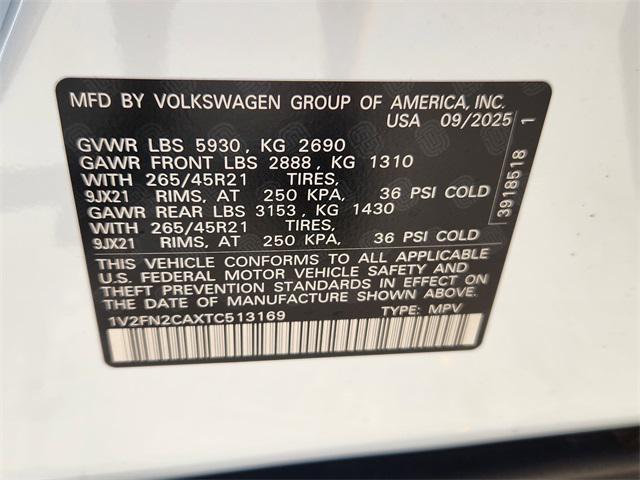 MFD BY VOLKSWAGEN GROUP OF AMERICA, INC.
USA 09/2025
GVWR LBS 5930, KG 2690
GAWR FRONT LBS 2888, KG 1310
WITH 265/45R21 TIRES,
9JX21 RIMS, AT 250 KPA, 36 PSI COLD
GAWR REAR LBS 3153, KG 1430
WITH 265/45R21 TIRES,
9JX21 RIMS, AT 250 KPA, 36 PSI COLD
THIS VEHICLE CONFORMS TO ALL APPLICABLE
U.S. FEDERAL MOTOR VEHICLE SAFETY AND
THEFT PREVENTION STANDARDS IN EFFECT ON
THE DATE OF MANUFACTURE SHOWN ABOVE.
1V2FN2CAXTC513169 TYPE: MPV
3918518 1